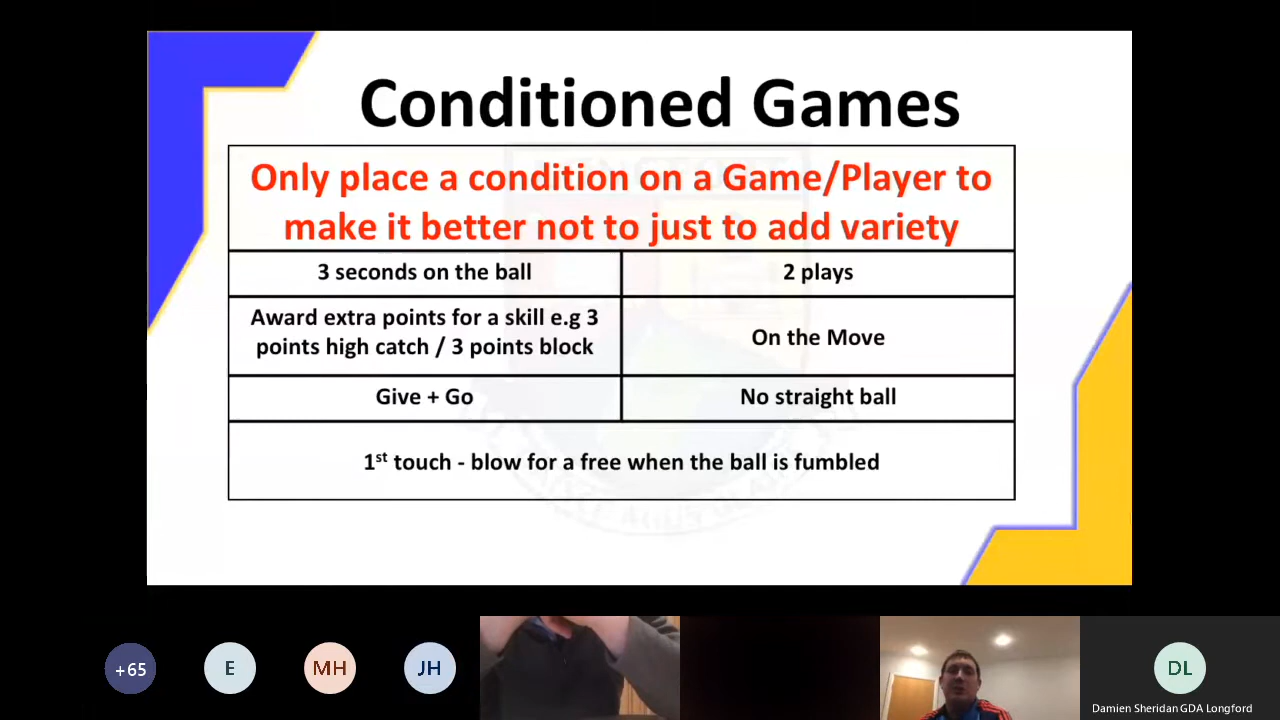 Conditioned Games
Only place a condition on a Game/Player to
make it better not to just to add variety
3 seconds on the ball
2 plays
Award extra points for a skill e.g 3
points high catch / 3 points block
On the Move
Give + Go
No straight ball
1st touch - blow for a free when the ball is fumbled
+65
E
MH
JH
DL
Damien Sheridan GDA Longford